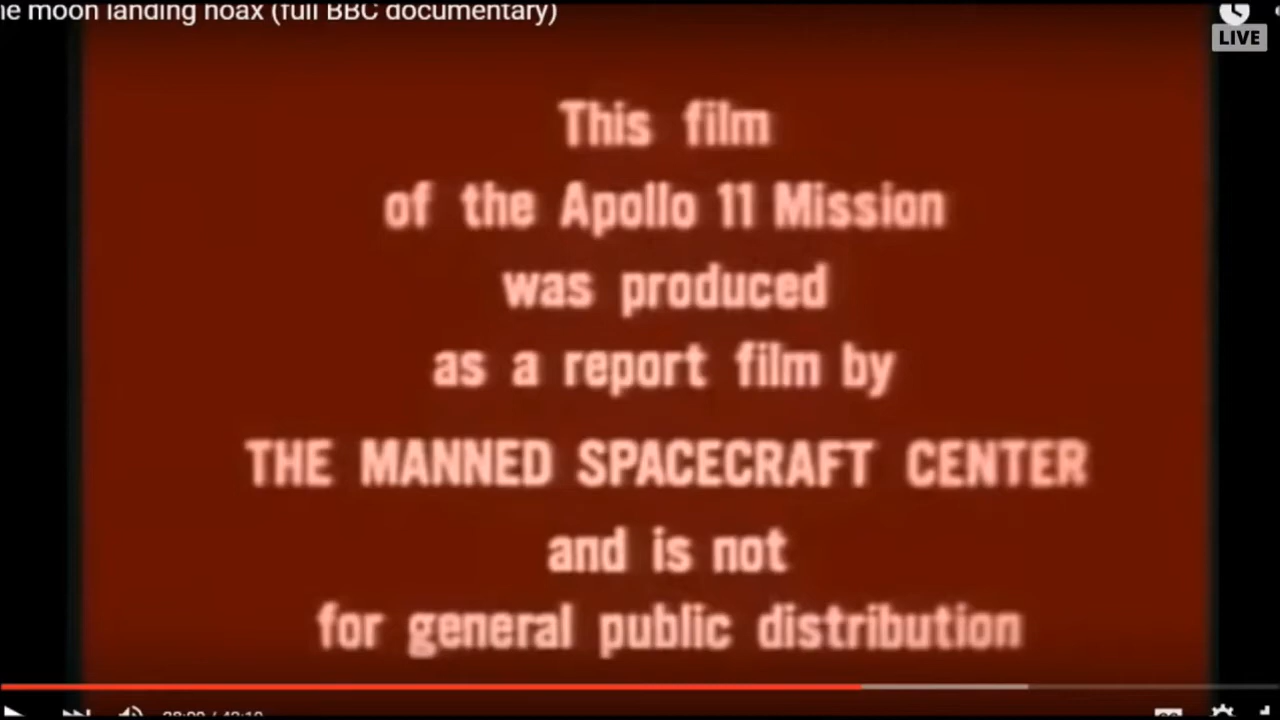 moon landing hoax (full BBC documentary)
LIVE
This film
of the Apollo 11 Mission
was produced
as a report film by
THE MANNED SPACECRAFT CENTER
and is not
for general public distribution